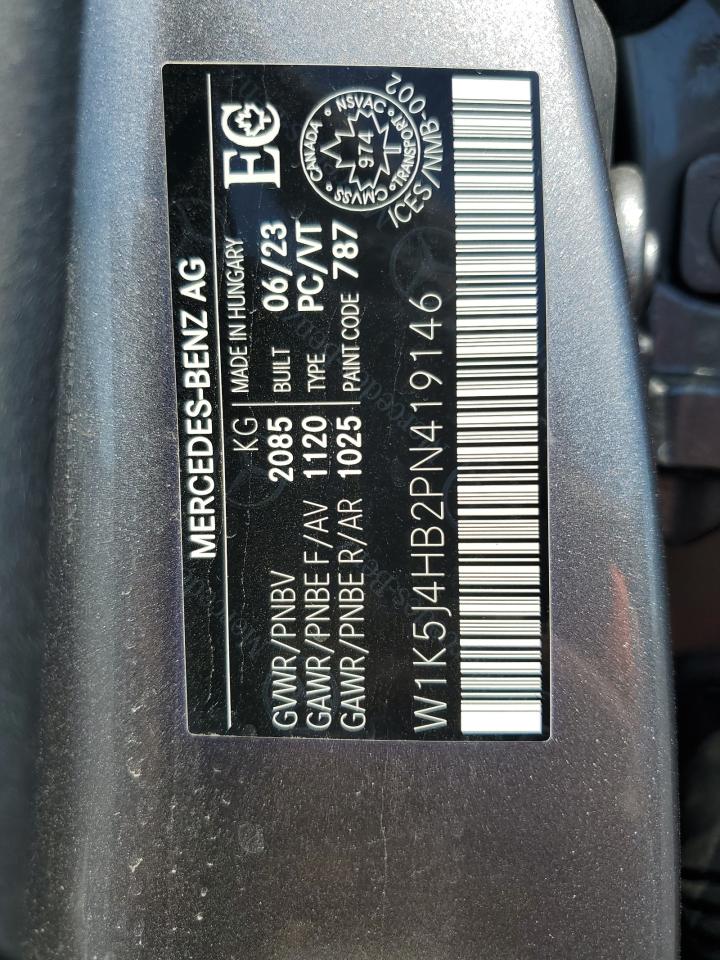 MERCEDES-BENZ AG
KG MADE IN HUNGARY
GVWR/PNBV 2085 BUILT 06/23
GAWR/PNBE F/AV 1120 TYPE PC/VT
GAWR/PNBE R/AR 1025 PAINT CODE 787
EC
CANADA • NSVAC • TRANSPORT • CMVSS •
974
ICES/NMB-002
W1K5J4HB2PN419146